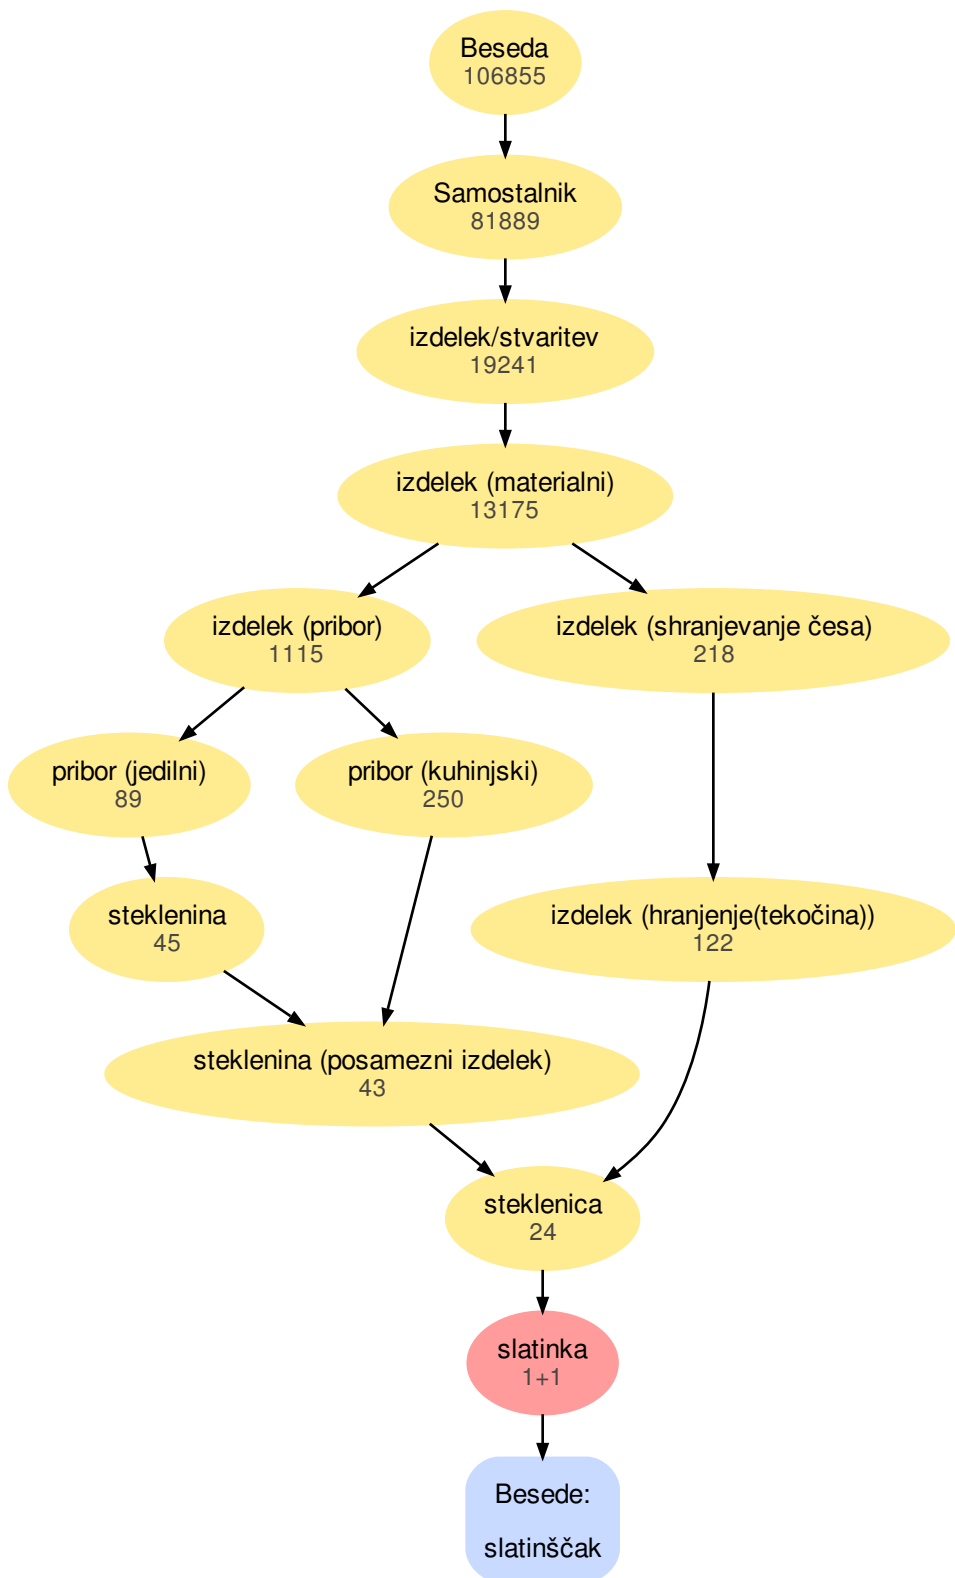 Beseda
106855
Samostalnik
81889
izdelek/stvaritev
19241
izdelek (materialni)
13175
izdelek (pribor)
1115
izdelek (shranjevanje česa)
218
pribor (jedilni)
89
pribor (kuhinjski)
250
steklenina
45
izdelek (hranjenje(tekočina))
122
steklenina (posamezni izdelek)
43
steklenica
24
slatinka
1+1
Besede:
slatinščak